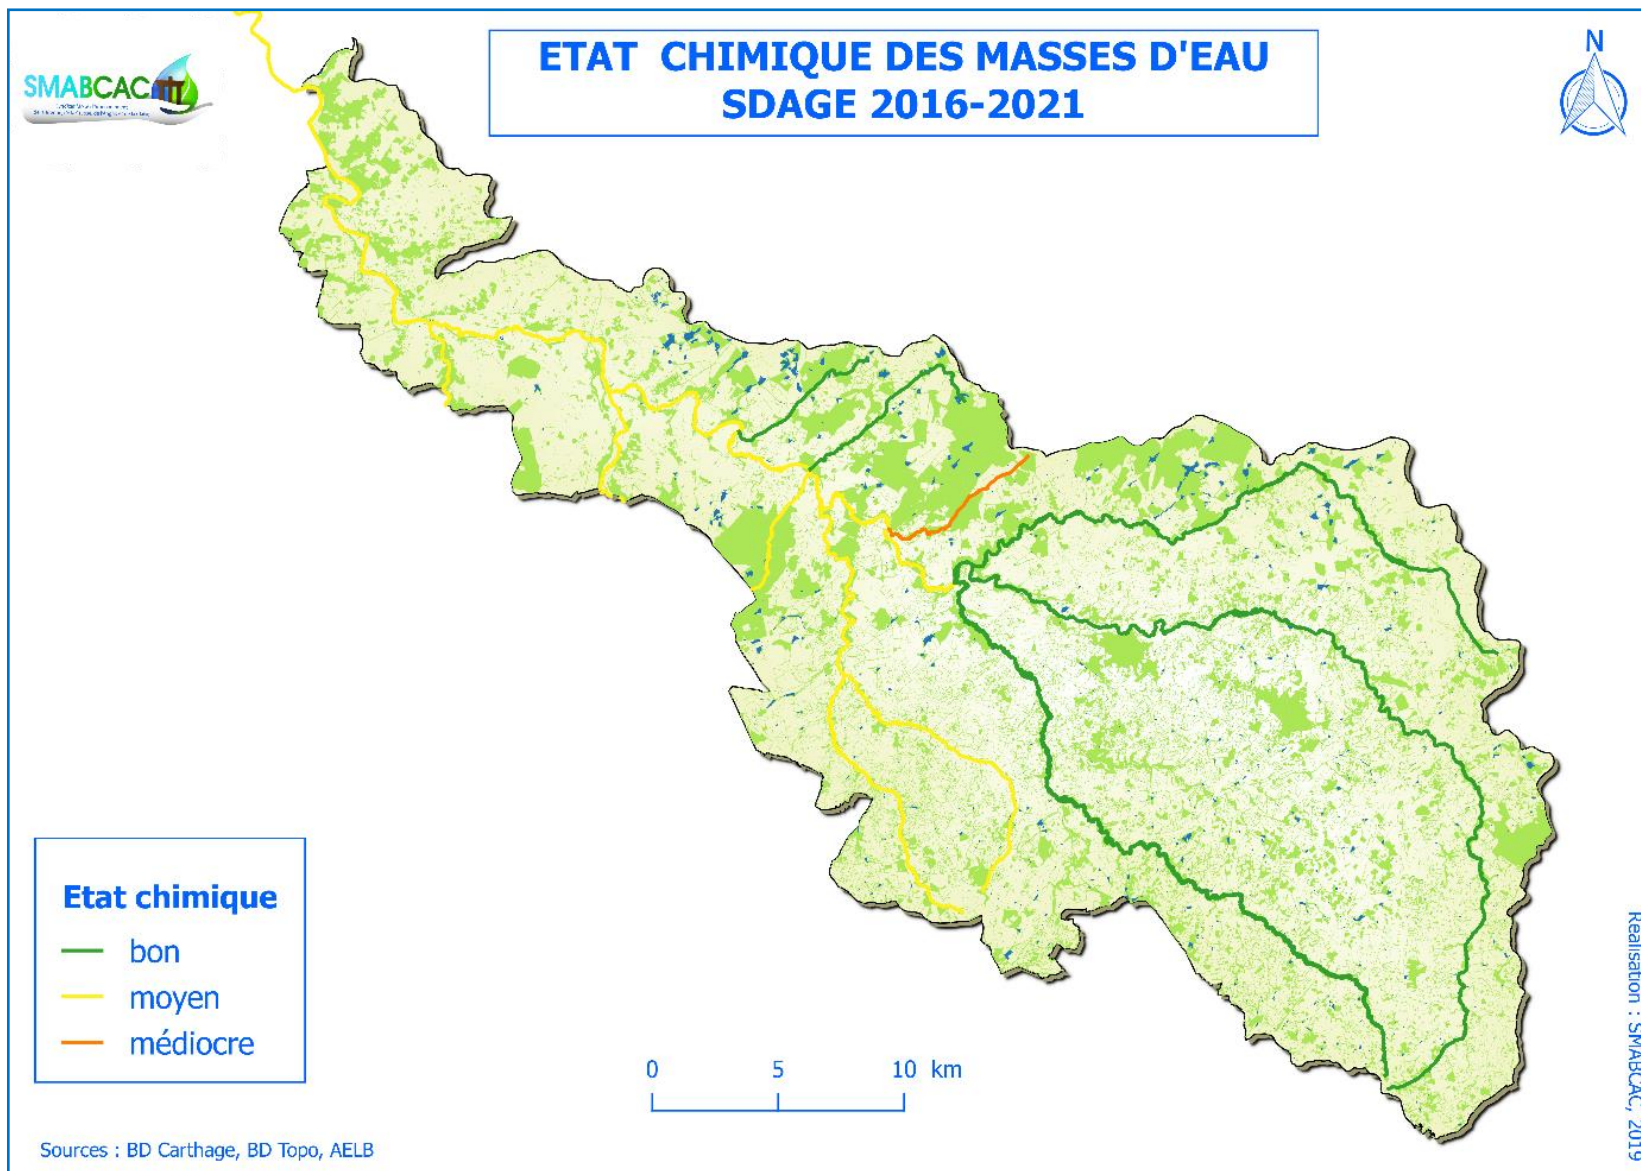 SMABCAC
ETAT CHIMIQUE DES MASSES D'EAU
SDAGE 2016-2021
N
Etat chimique
bon
moyen
médiocre
0 5 10 km
Sources : BD Carthage, BD Topo, AELB
Réalisation : SMABCAC, 2019